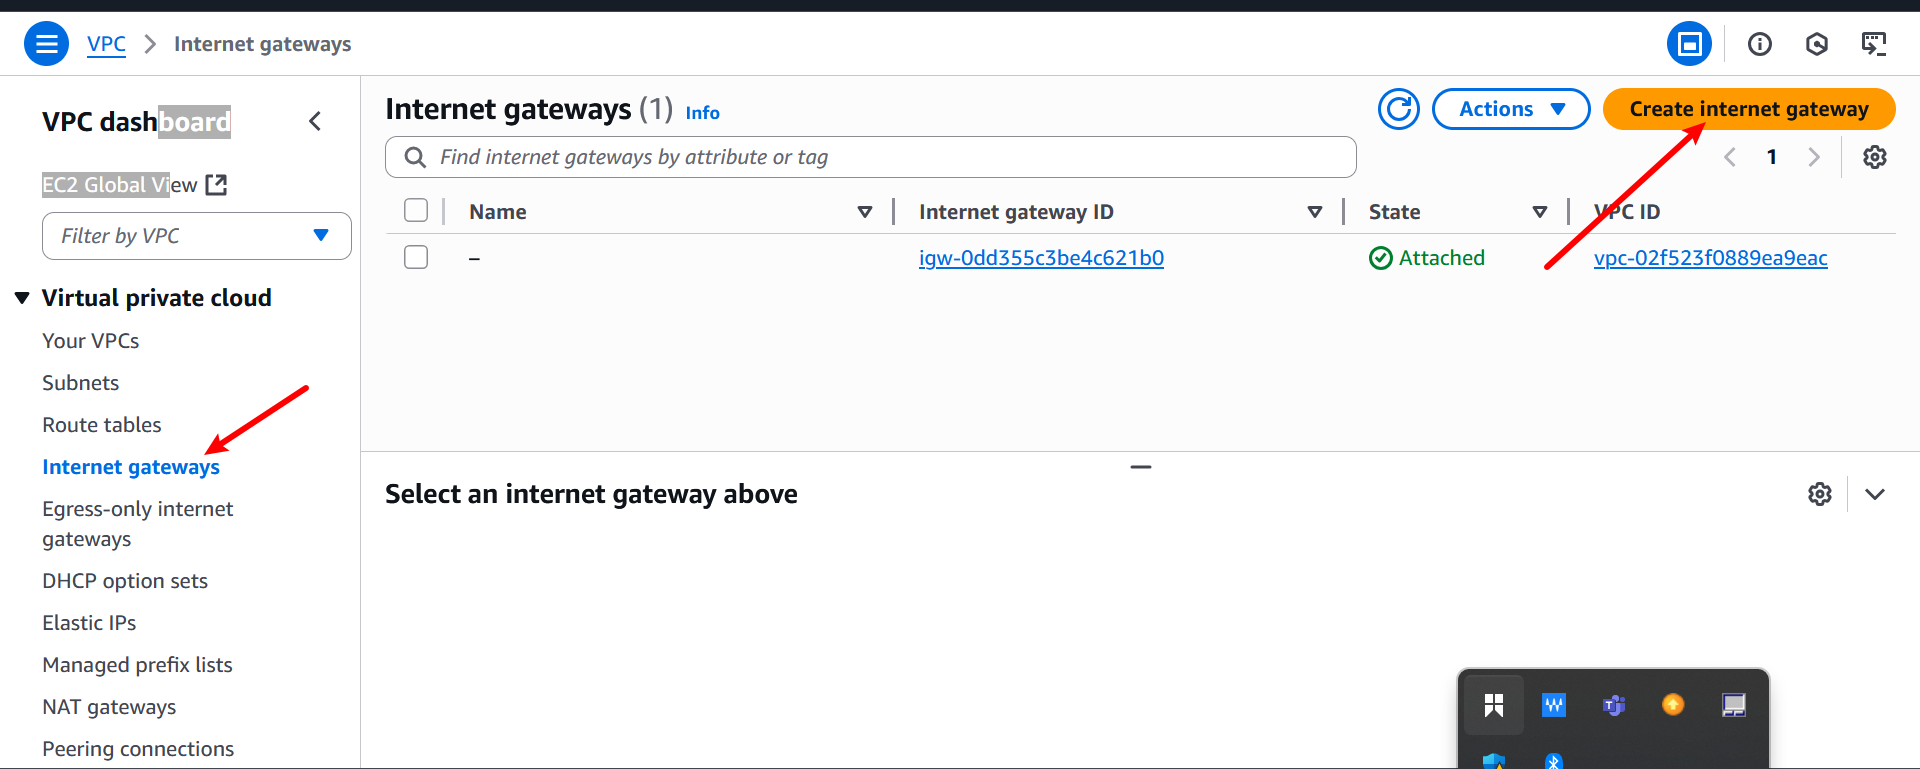 VPC > Internet gateways
VPC dashboard
EC2 Global View
Filter by VPC
Virtual private cloud
Your VPCs
Subnets
Route tables
Internet gateways
Egress-only internet
gateways
DHCP option sets
Elastic IPs
Managed prefix lists
NAT gateways
Peering connections
Internet gateways (1) Info
Actions
Create internet gateway
Find internet gateways by attribute or tag
1
Name Internet gateway ID State VPC ID
– igw-0dd355c3be4c621b0 Attached vpc-02f523f0889ea9eac
Select an internet gateway above